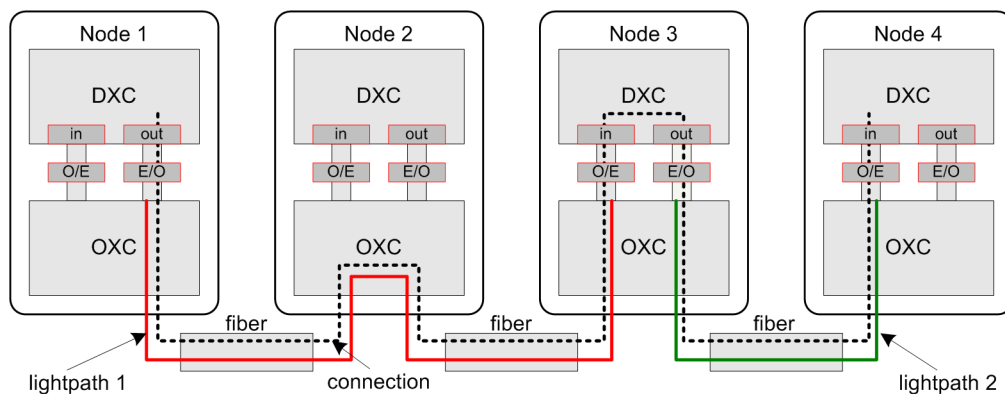 Node 1
Node 2
Node 3
Node 4
DXC
DXC
DXC
DXC
in
out
in
out
in
out
in
out
O/E
E/O
O/E
E/O
O/E
E/O
O/E
E/O
OXC
OXC
OXC
OXC
fiber
fiber
fiber
lightpath 1
connection
lightpath 2